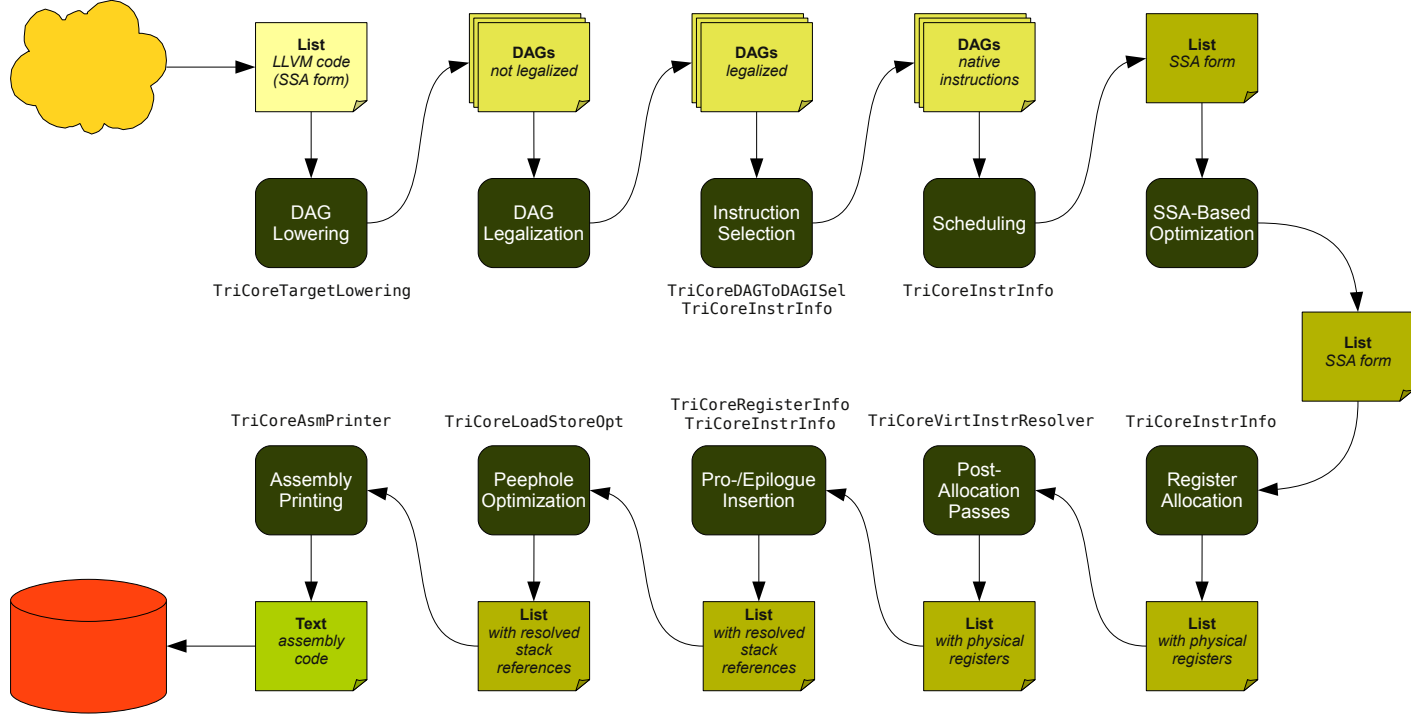 List
LLVM code
(SSA form)
DAGs
not legalized
DAGs
legalized
DAGs
native
instructions
List
SSA form
DAG
Lowering
DAG
Legalization
Instruction
Selection
Scheduling
SSA-Based
Optimization
TriCoreTargetLowering
TriCoreDAGToDAGISel
TriCoreInstrInfo
TriCoreInstrInfo
List
SSA form
TriCoreAsmPrinter
TriCoreLoadStoreOpt
TriCoreRegisterInfo
TriCoreInstrInfo
TriCoreVirtInstrResolver
TriCoreInstrInfo
Assembly
Printing
Peephole
Optimization
Pro-/Epilogue
Insertion
Post-
Allocation
Passes
Register
Allocation
Text
assembly
code
List
with resolved
stack
references
List
with resolved
stack
references
List
with physical
registers
List
with physical
registers